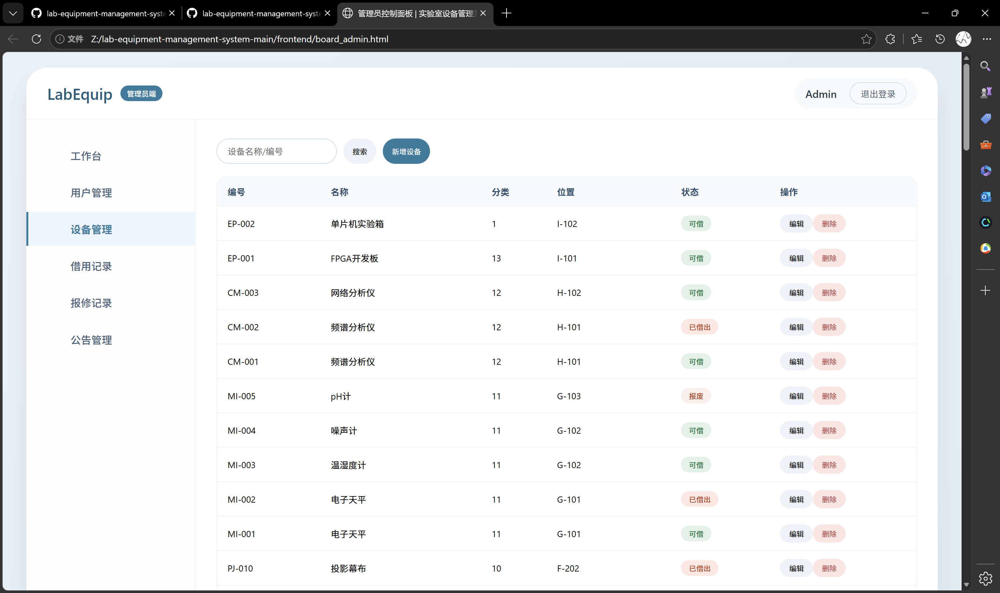 lab-equipment-management-syste
lab-equipment-management-syste
管理员控制面板 | 实验室设备管理
文件 Z:/lab-equipment-management-system-main/frontend/board_admin.html
LabEquip 管理员端 Admin 退出登录
工作台
用户管理
设备管理
借用记录
报修记录
公告管理
设备名称/编号 搜索 新增设备
编号 名称 分类 位置 状态 操作
EP-002 单片机实验箱 1 I-102 可借 编辑 删除
EP-001 FPGA开发板 13 I-101 可借 编辑 删除
CM-003 网络分析仪 12 H-102 可借 编辑 删除
CM-002 频谱分析仪 12 H-101 已借出 编辑 删除
CM-001 频谱分析仪 12 H-101 可借 编辑 删除
MI-005 pH计 11 G-103 报废 编辑 删除
MI-004 噪声计 11 G-102 可借 编辑 删除
MI-003 温湿度计 11 G-102 可借 编辑 删除
MI-002 电子天平 11 G-101 已借出 编辑 删除
MI-001 电子天平 11 G-101 可借 编辑 删除
PJ-010 投影幕布 10 F-202 已借出 编辑 删除